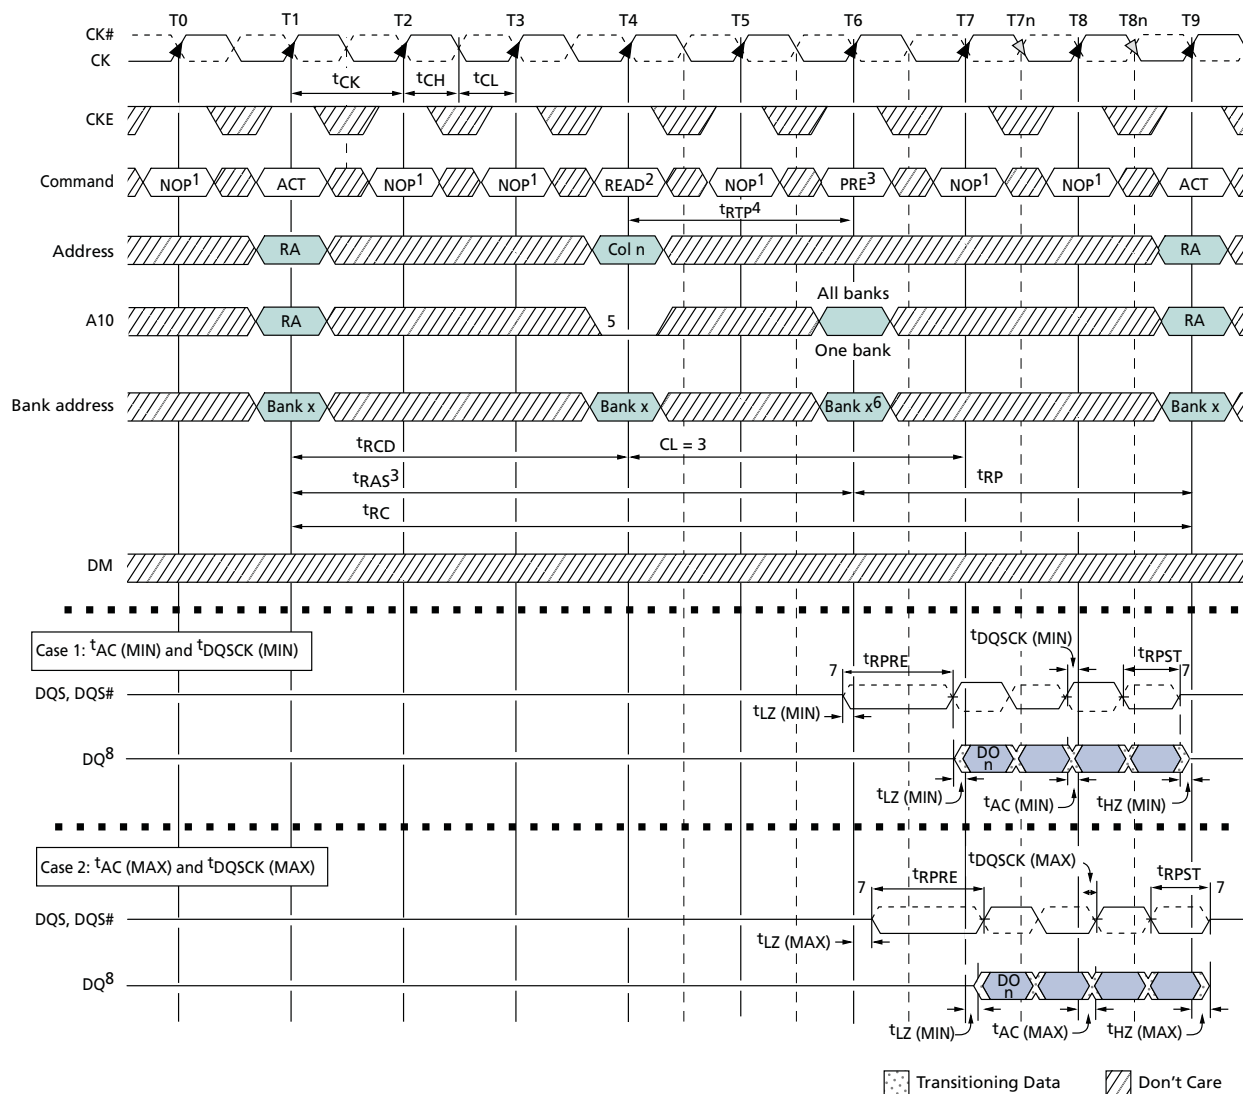 T0 T1 T2 T3 T4 T5 T6 T7 T7n T8 T8n T9
CK#
CK
tCK tCH tCL
CKE
Command NOP1 ACT NOP1 NOP1 READ2 NOP1 PRE3 NOP1 NOP1 ACT
tRTP4
Address RA Col n RA
All banks
A10 RA 5 RA
One bank
Bank address Bank x Bank x Bank x6 Bank x
tRCD CL = 3
tRAS3 tRP
tRC
DM
Case 1: tAC (MIN) and tDQSCK (MIN)
tDQSCK (MIN)
7 tRPRE tRPST 7
DQS, DQS#
tLZ (MIN)
DQ8 DO
n
tLZ (MIN) tAC (MIN) tHZ (MIN)
Case 2: tAC (MAX) and tDQSCK (MAX)
tDQSCK (MAX)
7 tRPRE tRPST 7
DQS, DQS#
tLZ (MAX)
DQ8 DO
n
tLZ (MIN) tAC (MAX) tHZ (MAX)
Transitioning Data Don't Care